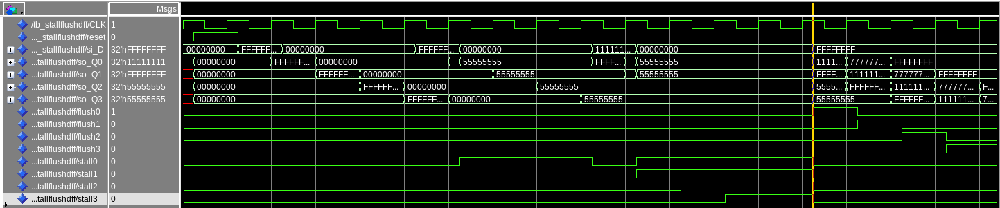 Msgs
/tb_stallflushdff/CLK 1
..._stallflushdff/reset 0
..._stallflushdff/si_D 32'hFFFFFFFF 00000000 FFFFFF... 00000000 FFFFFF... 00000000 111111... 00000000 FFFFFFFF
...tallflushdff/so_Q0 32'h11111111 00000000 FFFFFF... 00000000 55555555 FFFF... 55555555 1111... 777777... FFFFFFFF
...tallflushdff/so_Q1 32'hFFFFFFFF 00000000 FFFFFF... 00000000 55555555 55555555 FFFF... 111111... 777777... FFFFFFFF
...tallflushdff/so_Q2 32'h55555555 00000000 FFFFFF... 00000000 55555555 5555... FFFFFF... 111111... 777777... F...
...tallflushdff/so_Q3 32'h55555555 00000000 FFFFFF... 00000000 55555555 55555555 FFFFFF... 111111... 7...
...tallflushdff/flush0 1
...tallflushdff/flush1 0
...tallflushdff/flush2 0
...tallflushdff/flush3 0
...tallflushdff/stall0 0
...tallflushdff/stall1 0
...tallflushdff/stall2 0
...tallflushdff/stall3 0